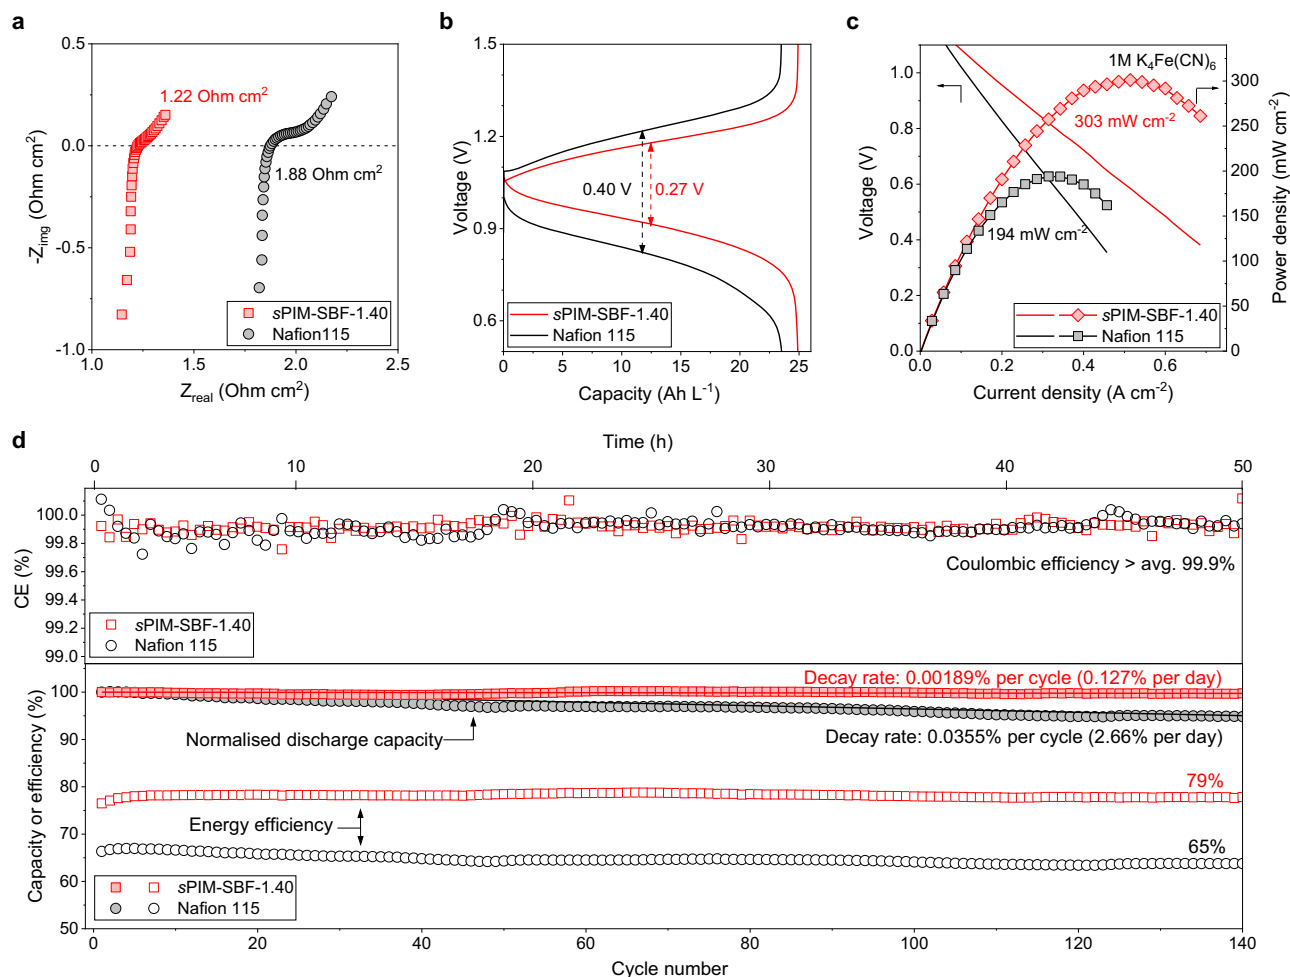 a
0.5
0.0
-0.5
-1.0
1.0
1.5
2.0
2.5
-Z_img (Ohm cm²)
Z_real (Ohm cm²)
1.22 Ohm cm²
1.88 Ohm cm²
sPIM-SBF-1.40
Nafion115
b
1.5
1.2
0.9
0.6
0
5
10
15
20
25
Voltage (V)
Capacity (Ah L⁻¹)
0.40 V
0.27 V
sPIM-SBF-1.40
Nafion 115
c
1.0
0.8
0.6
0.4
0.2
0.0
0.0
0.2
0.4
0.6
0.8
300
250
200
150
100
50
0
Voltage (V)
Current density (A cm⁻²)
Power density (mW cm⁻²)
1M K₄Fe(CN)₆
303 mW cm⁻²
194 mW cm⁻²
sPIM-SBF-1.40
Nafion 115
d
Time (h)
0
10
20
30
40
50
100.0
99.8
99.6
99.4
99.2
99.0
CE (%)
Coulombic efficiency > avg. 99.9%
sPIM-SBF-1.40
Nafion 115
100
90
80
70
60
50
Capacity or efficiency (%)
Decay rate: 0.00189% per cycle (0.127% per day)
Normalised discharge capacity
Decay rate: 0.0355% per cycle (2.66% per day)
79%
Energy efficiency
65%
sPIM-SBF-1.40
Nafion 115
0
20
40
60
80
100
120
140
Cycle number